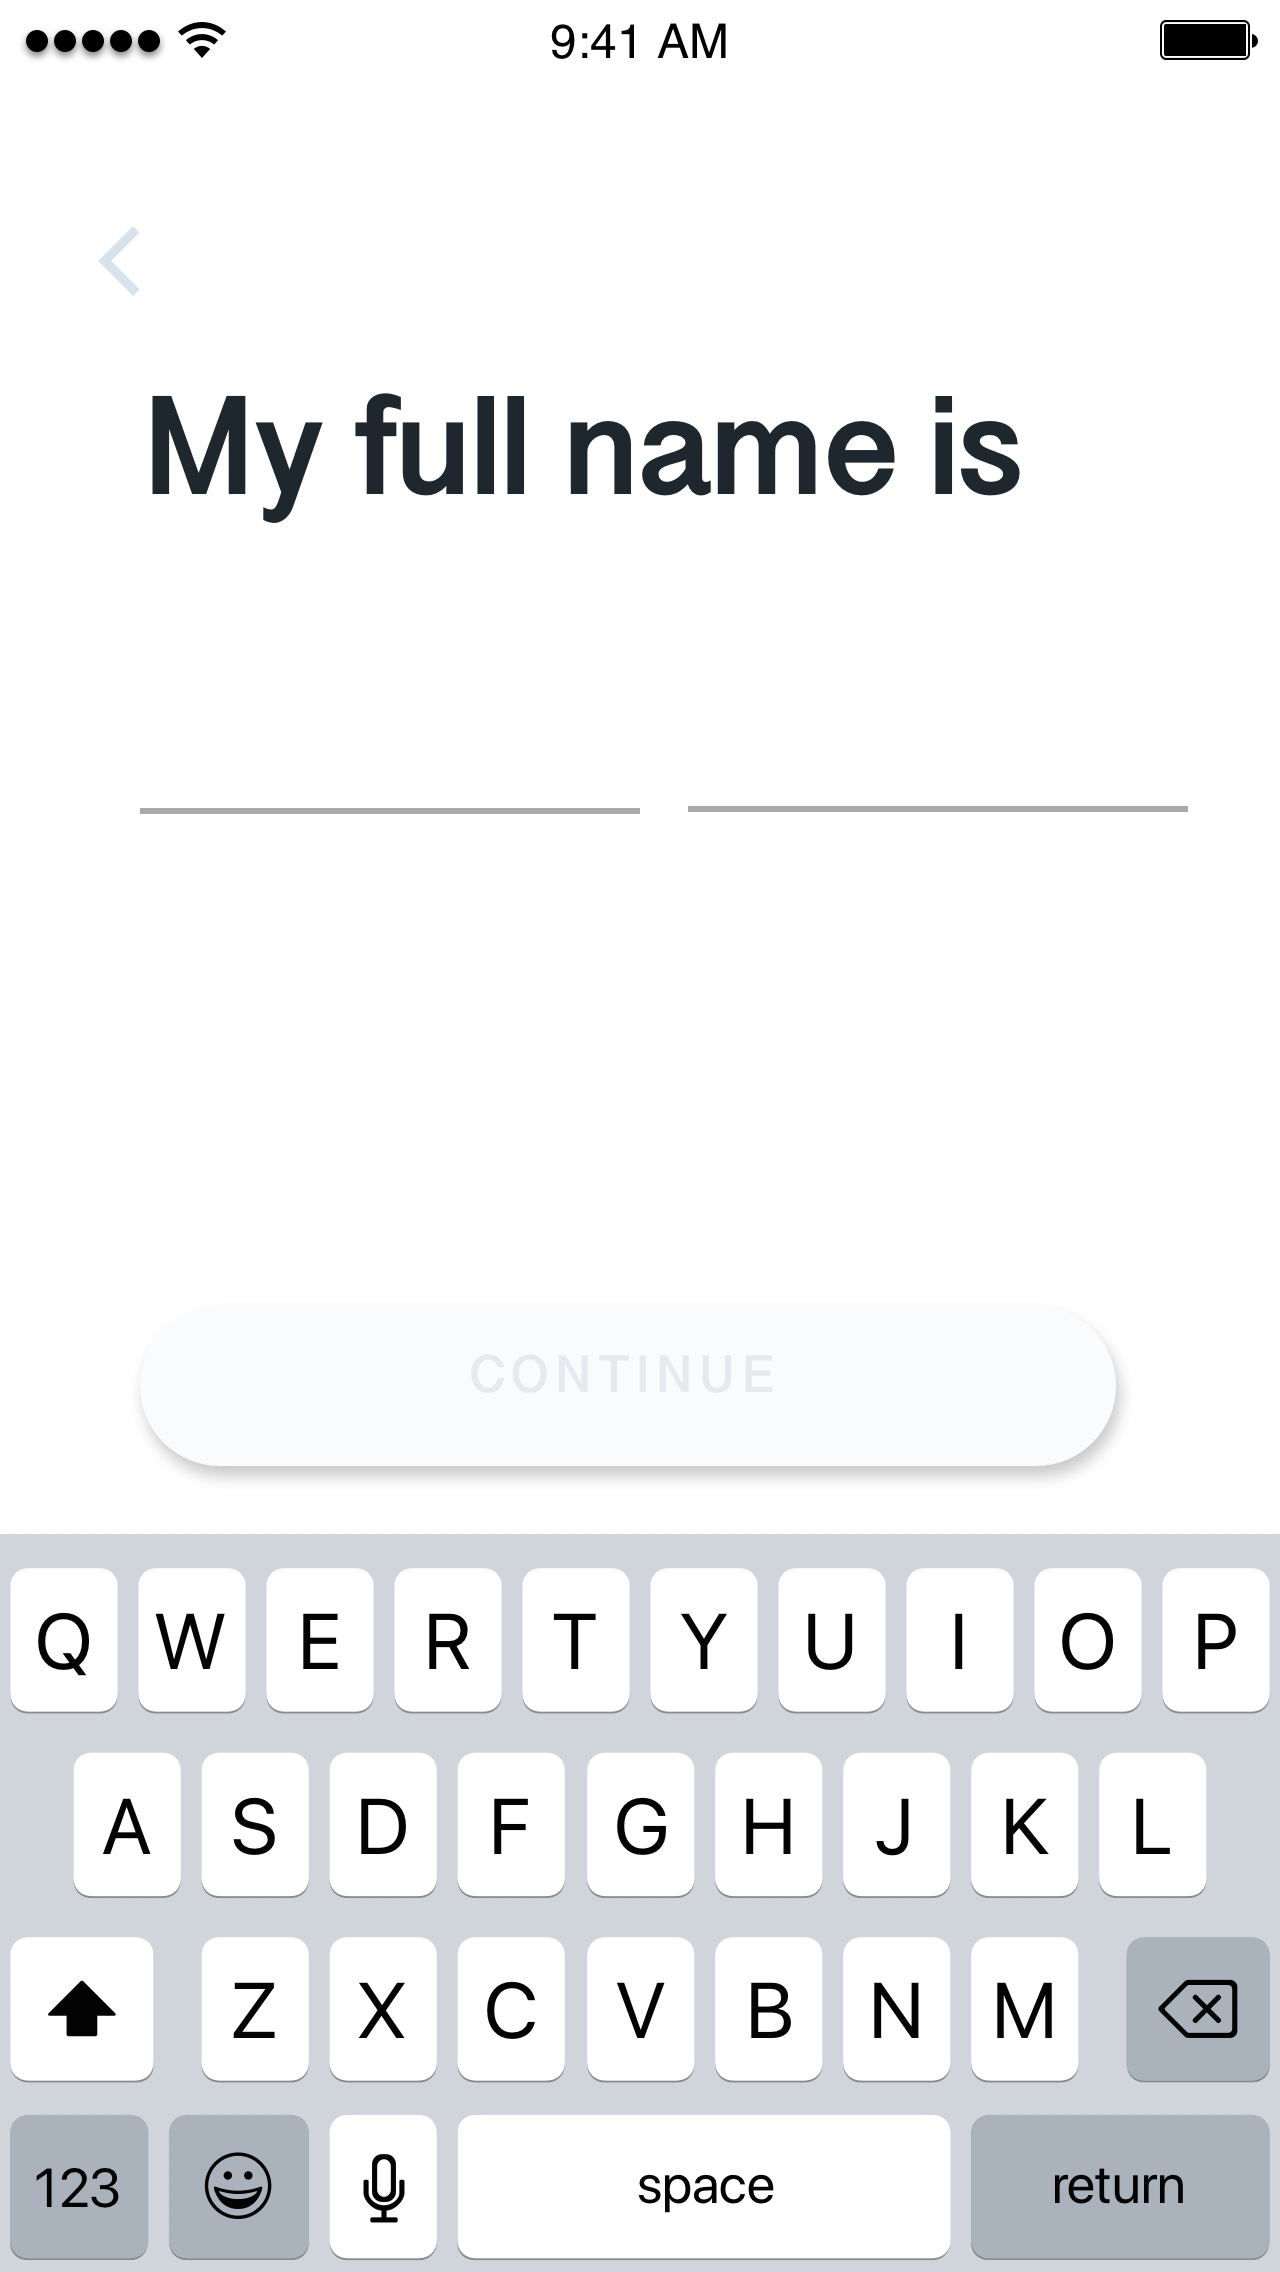 9:41 AM
My full name is
CONTINUE
Q W E R T Y U I O P
A S D F G H J K L
Z X C V B N M
123 space return